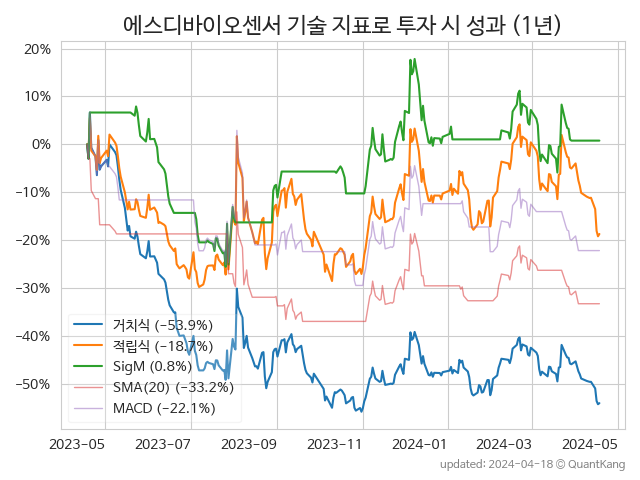 에스디바이오센서 기술 지표로 투자 시 성과 (1년)
20%
10%
0%
−10%
−20%
−30%
−40%
−50%
거치식 (−53.9%)
적립식 (−18.7%)
SigM (0.8%)
SMA(20) (−33.2%)
MACD (−22.1%)
2023-05 2023-07 2023-09 2023-11 2024-01 2024-03 2024-05
updated: 2024-04-18 © QuantKang